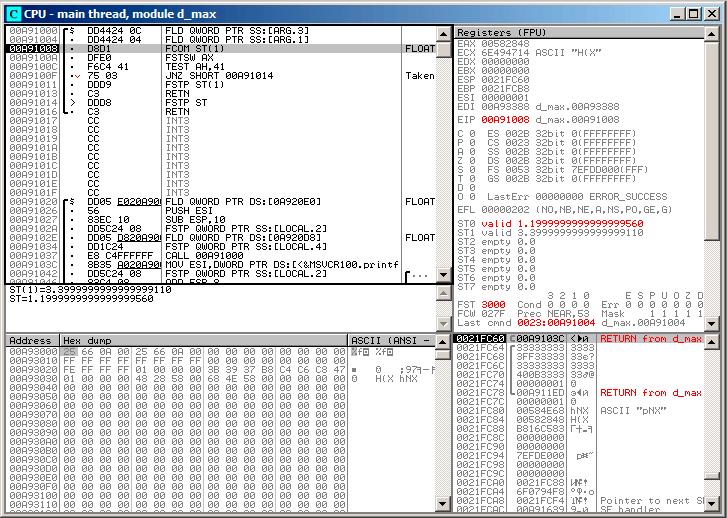 CPU - main thread, module d_max
00A91000 $ DD4424 0C FLD QWORD PTR SS:[ARG.3]
00A91004 . DD4424 04 FLD QWORD PTR SS:[ARG.1]
00A91008 . D8D1 FCOM ST(1) FLOAT
00A9100A . DFE0 FSTSW AX
00A9100C . F6C4 41 TEST AH,41
00A9100F . 75 03 JNZ SHORT 00A91014 Taken
00A91011 . DDD9 FSTP ST(1)
00A91013 . C3 RETN
00A91014 > DDD8 FSTP ST
00A91016 . C3 RETN
00A91017 CC INT3
00A91018 CC INT3
00A91019 CC INT3
00A9101A CC INT3
00A9101B CC INT3
00A9101C CC INT3
00A9101D CC INT3
00A9101E CC INT3
00A9101F CC INT3
00A91020 $ DD05 E020A900 FLD QWORD PTR DS:[0A920E0] FLOAT
00A91026 . 56 PUSH ESI
00A91027 . 83EC 10 SUB ESP,10
00A9102A . DD5C24 08 FSTP QWORD PTR SS:[LOCAL.2]
00A9102E . DD05 D820A900 FLD QWORD PTR DS:[0A920D8] FLOAT
00A91034 . DD1C24 FSTP QWORD PTR SS:[LOCAL.4]
00A91037 . E8 C4FFFFFF CALL 00A91000
00A9103C . 8B35 A020A900 MOV ESI,DWORD PTR DS:[<&MSVCR100.printf
00A91042 . DD5C24 08 FSTP QWORD PTR SS:[LOCAL.2]
ST(1)=3.3999999999999999110
ST=1.1999999999999999560
Registers (FPU)
EAX 00582848
ECX 6E494714 ASCII "H(X"
EDX 00000000
EBX 00000000
ESP 0021FC60
EBP 0021FCB8
ESI 00000001
EDI 00A93388 d_max.00A93388
EIP 00A91008 d_max.00A91008
C 0 ES 002B 32bit 0(FFFFFFFF)
P 0 CS 0023 32bit 0(FFFFFFFF)
A 0 SS 002B 32bit 0(FFFFFFFF)
Z 0 DS 002B 32bit 0(FFFFFFFF)
S 0 FS 0053 32bit 7EFDD000(FFF)
T 0 GS 002B 32bit 0(FFFFFFFF)
D 0
O 0 LastErr 00000000 ERROR_SUCCESS
EFL 00000202 (NO,NB,NE,A,NS,PO,GE,G)
ST0 valid 1.1999999999999999560
ST1 valid 3.3999999999999999110
ST2 empty 0.0
ST3 empty 0.0
ST4 empty 0.0
ST5 empty 0.0
ST6 empty 0.0
ST7 empty 0.0
3 2 1 0 E S P U O Z D
FST 3000 Cond 0 0 0 0 Err 0 0 0 0 0 0 0
FCW 027F Prec NEAR,53 Mask 1 1 1 1 1
Last cmnd 0023:00A91004 d_max.00A91004
Address Hex dump ASCII (ANSI -
00A93000 25 66 0A 00 25 66 0A 00 00 00 00 00 00 00 00 00
00A93010 FF FF FF FF FF FF FF FF 00 00 00 00 00 00 00 00
00A93020 FE FF FF FF 01 00 00 00 3B 39 37 B8 C4 C6 C8 47
00A93030 01 00 00 00 48 28 58 00 68 4E 58 00 00 00 00 00
00A93040 00 00 00 00 00 00 00 00 00 00 00 00 00 00 00 00
00A93050 00 00 00 00 00 00 00 00 00 00 00 00 00 00 00 00
00A93060 00 00 00 00 00 00 00 00 00 00 00 00 00 00 00 00
00A93070 00 00 00 00 00 00 00 00 00 00 00 00 00 00 00 00
00A93080 00 00 00 00 00 00 00 00 00 00 00 00 00 00 00 00
00A93090 00 00 00 00 00 00 00 00 00 00 00 00 00 00 00 00
00A930A0 00 00 00 00 00 00 00 00 00 00 00 00 00 00 00 00
00A930B0 00 00 00 00 00 00 00 00 00 00 00 00 00 00 00 00
00A930C0 00 00 00 00 00 00 00 00 00 00 00 00 00 00 00 00
00A930D0 00 00 00 00 00 00 00 00 00 00 00 00 00 00 00 00
00A930E0 00 00 00 00 00 00 00 00 00 00 00 00 00 00 00 00
00A930F0 00 00 00 00 00 00 00 00 00 00 00 00 00 00 00 00
00A93100 00 00 00 00 00 00 00 00 00 00 00 00 00 00 00 00
0021FC60 00A9103C RETURN from d_max
0021FC64 33333333 3333
0021FC68 3FF33333 33e?
0021FC6C 33333333 3333
0021FC70 400B3333
0021FC74 00000001
0021FC78 00A911ED RETURN from d_max
0021FC7C 00000001
0021FC80 00584E68 hNX ASCII "pNX"
0021FC84 00582848 H(X
0021FC88 B816C583
0021FC8C 00000000
0021FC90 00000000
0021FC94 7EFDE000
0021FC98 00000000
0021FC9C 00000000
0021FCA4 6F0794F8
0021FCA8 0021FCE4 Pointer to next SE
0021FCAC 00A91639 SE handler